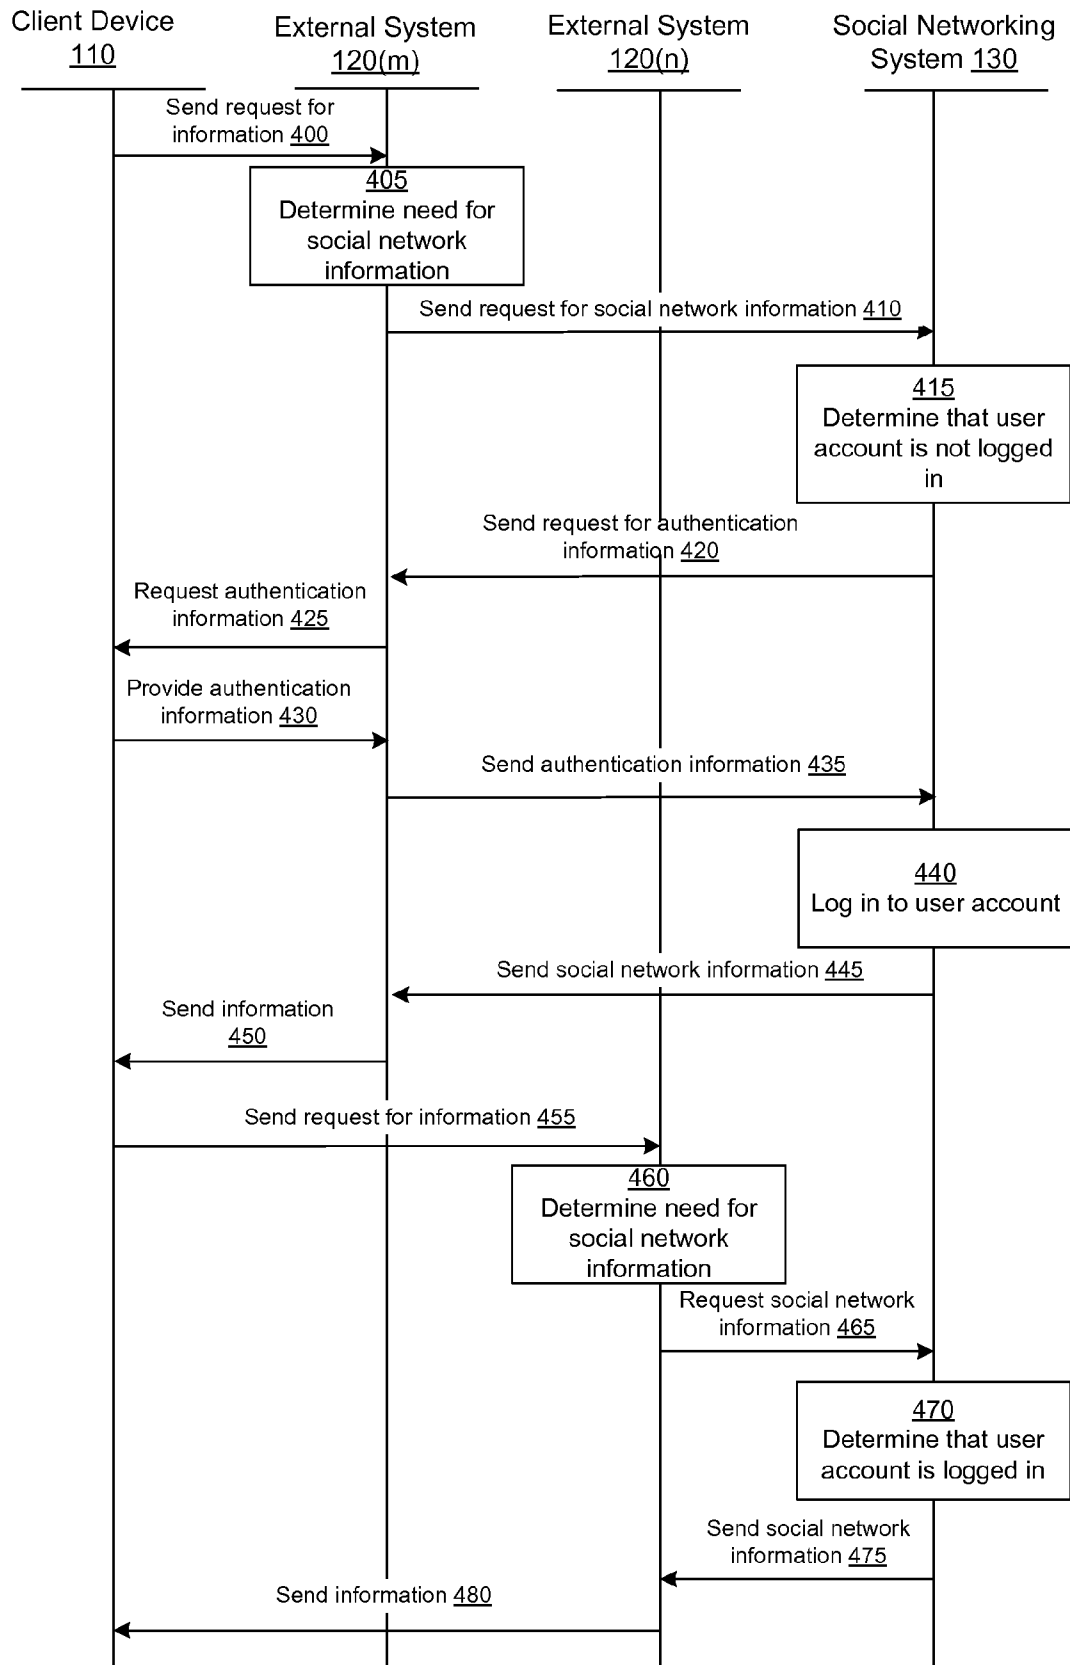 Client Device
110
External System
120(m)
External System
120(n)
Social Networking
System 130
Send request for
information 400
405
Determine need for
social network
information
Send request for social network information 410
415
Determine that user
account is not logged
in
Send request for authentication
information 420
Request authentication
information 425
Provide authentication
information 430
Send authentication information 435
440
Log in to user account
Send social network information 445
Send information
450
Send request for information 455
460
Determine need for
social network
information
Request social network
information 465
470
Determine that user
account is logged in
Send social network
information 475
Send information 480